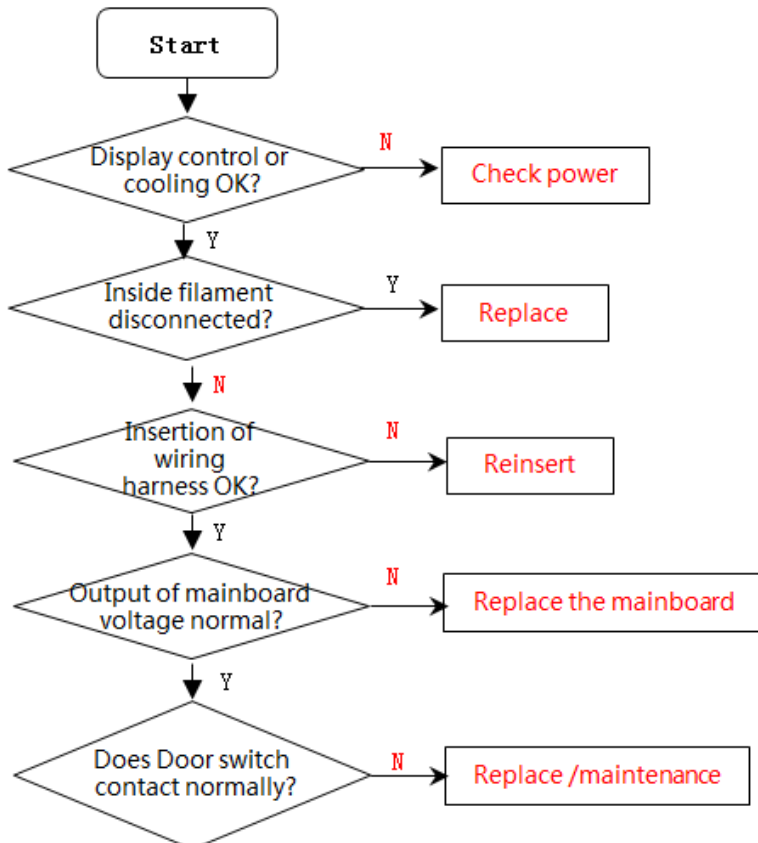 Start
Display control or
cooling OK?
N
Check power
Y
Inside filament
disconnected?
Y
Replace
N
Insertion of
wiring
harness OK?
N
Reinsert
Y
Output of mainboard
voltage normal?
N
Replace the mainboard
Y
Does Door switch
contact normally?
N
Replace /maintenance